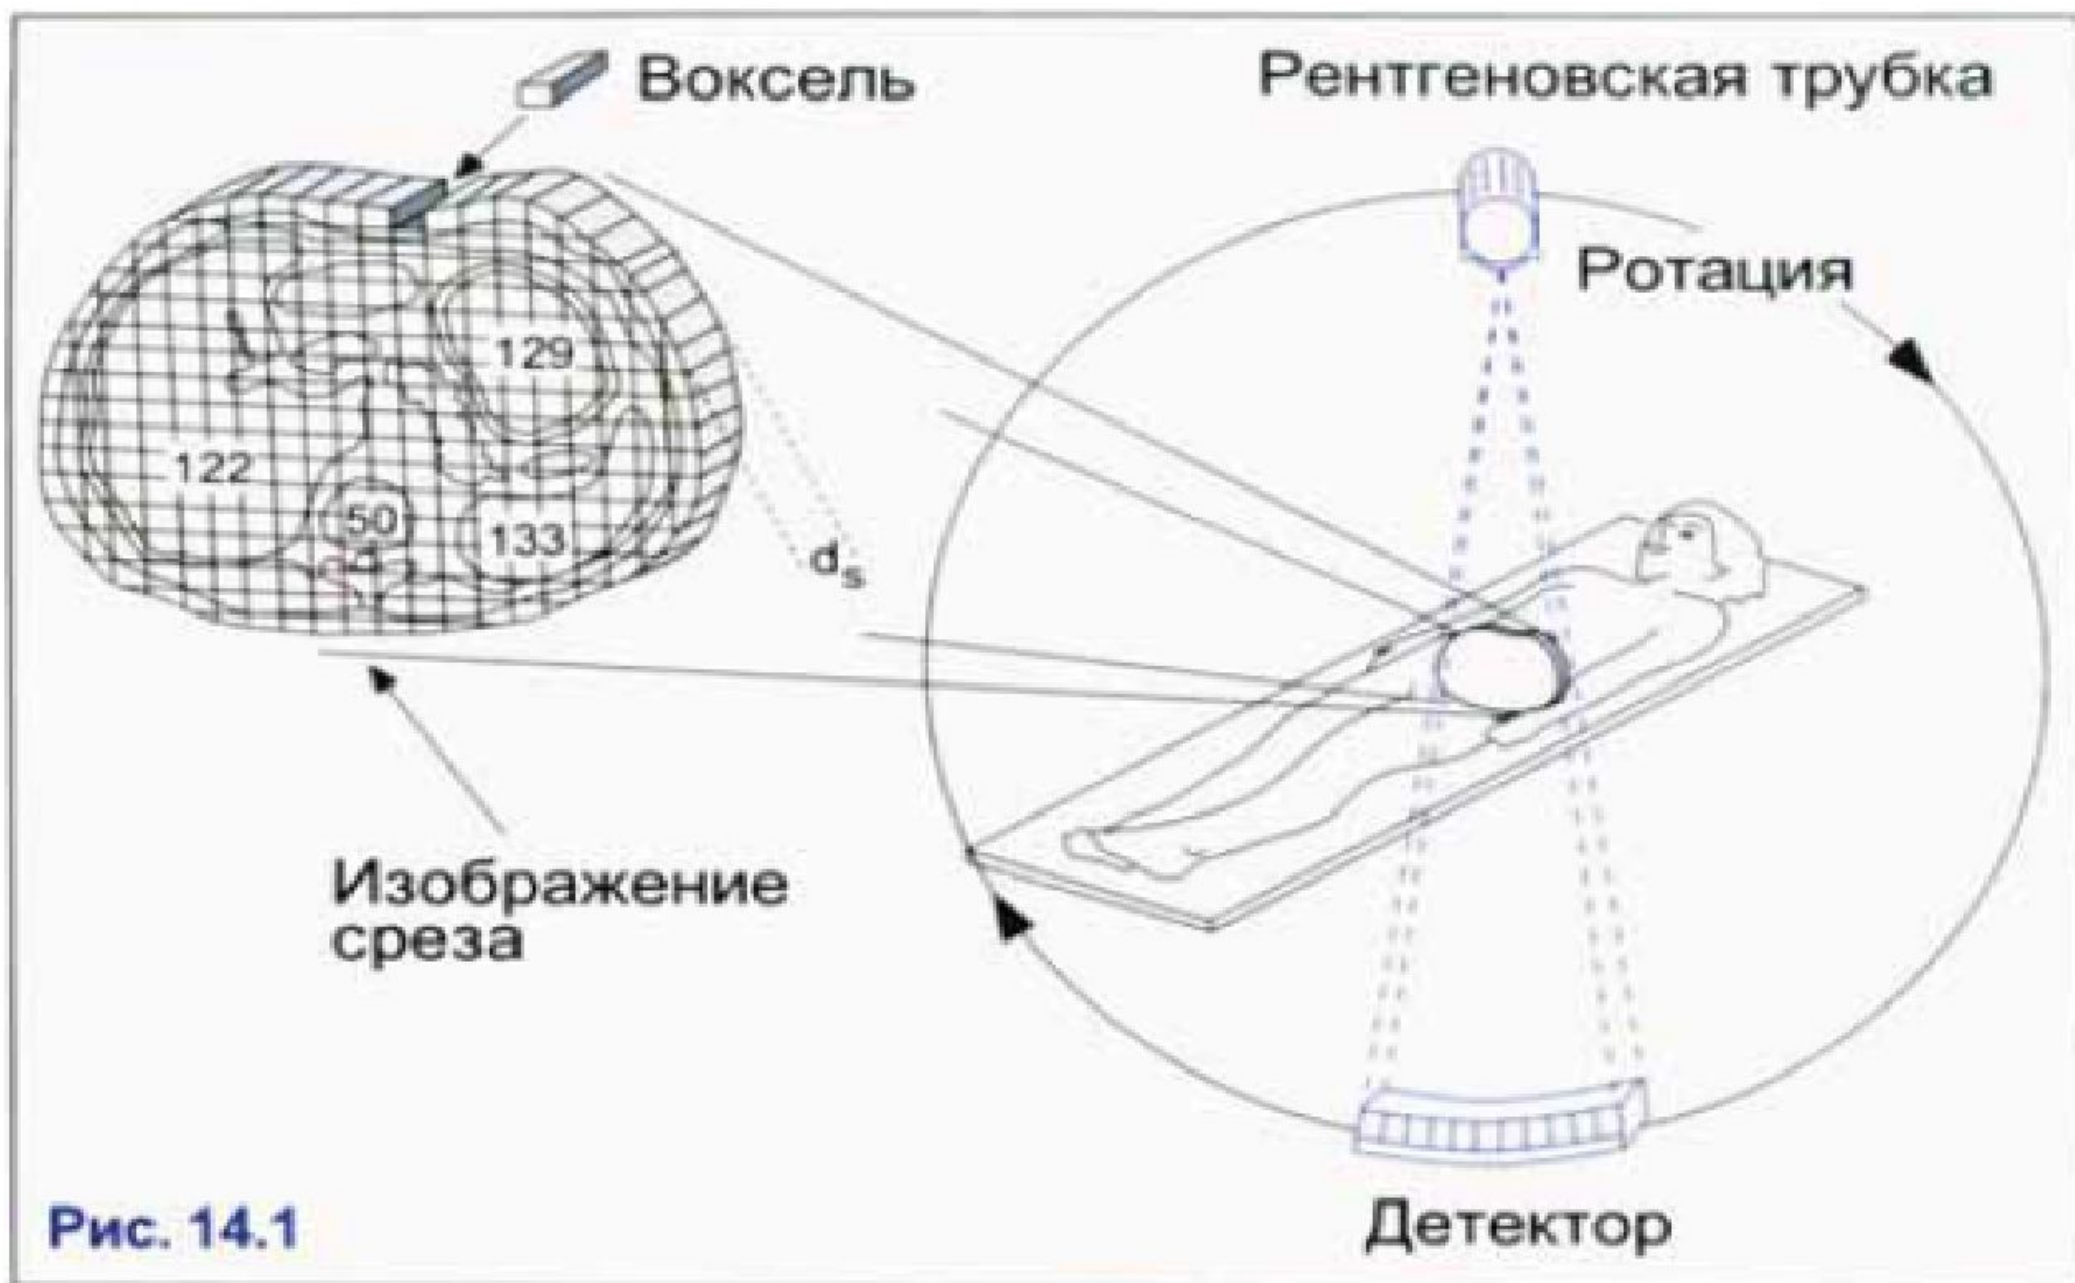 Воксель
Рентгеновская трубка
Ротация
129
122
50
133
ds
Изображение
среза
Детектор
Рис. 14.1